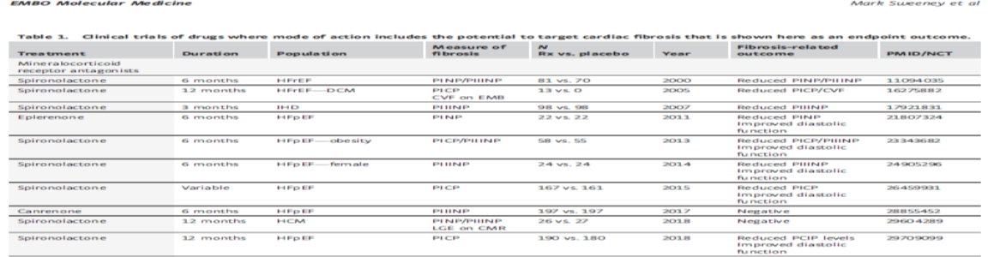 EMBO Molecular Medicine Mark Sweeney et al
Table 1. Clinical trials of drugs where mode of action includes the potential to target cardiac fibrosis that is shown here as an endpoint outcome.
Treatment Duration Population Measure of fibrosis N Rx vs. placebo Year Fibrosis-related outcome PMID/NCT
Mineralocorticoid receptor antagonists
Spironolactone 6 months HFrEF PINP/PIIINP 81 vs. 70 2000 Reduced PINP/PIIINP 11094035
Spironolactone 12 months HFrEF—DCM PICP CVF on EMB 13 vs. 0 2005 Reduced PICP/CVF 16275882
Spironolactone 3 months IHD PIIINP 98 vs. 98 2007 Reduced PIIINP 17921831
Eplerenone 6 months HFpEF PINP 22 vs. 22 2011 Reduced PINP Improved diastolic function 21807324
Spironolactone 6 months HFpEF—obesity PICP/PIIINP 58 vs. 55 2013 Reduced PICP/PIIINP Improved diastolic function 23343682
Spironolactone 6 months HFpEF—female PIIINP 24 vs. 24 2014 Reduced PIIINP Improved diastolic function 24905296
Spironolactone Variable HFpEF PICP 167 vs. 161 2015 Reduced PICP Improved diastolic function 26459931
Canrenone 6 months HFpEF PIIINP 197 vs. 197 2017 Negative 28855452
Spironolactone 12 months HCM PINP/PIIINP LGE on CMR 26 vs. 27 2018 Negative 29604289
Spironolactone 12 months HFpEF PICP 190 vs. 180 2018 Reduced PCIP levels Improved diastolic function 29709099